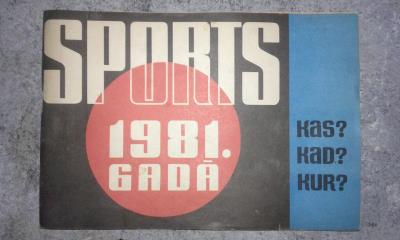 SPORTS
1981.
GADĀ
KAS?
KAD?
KUR?